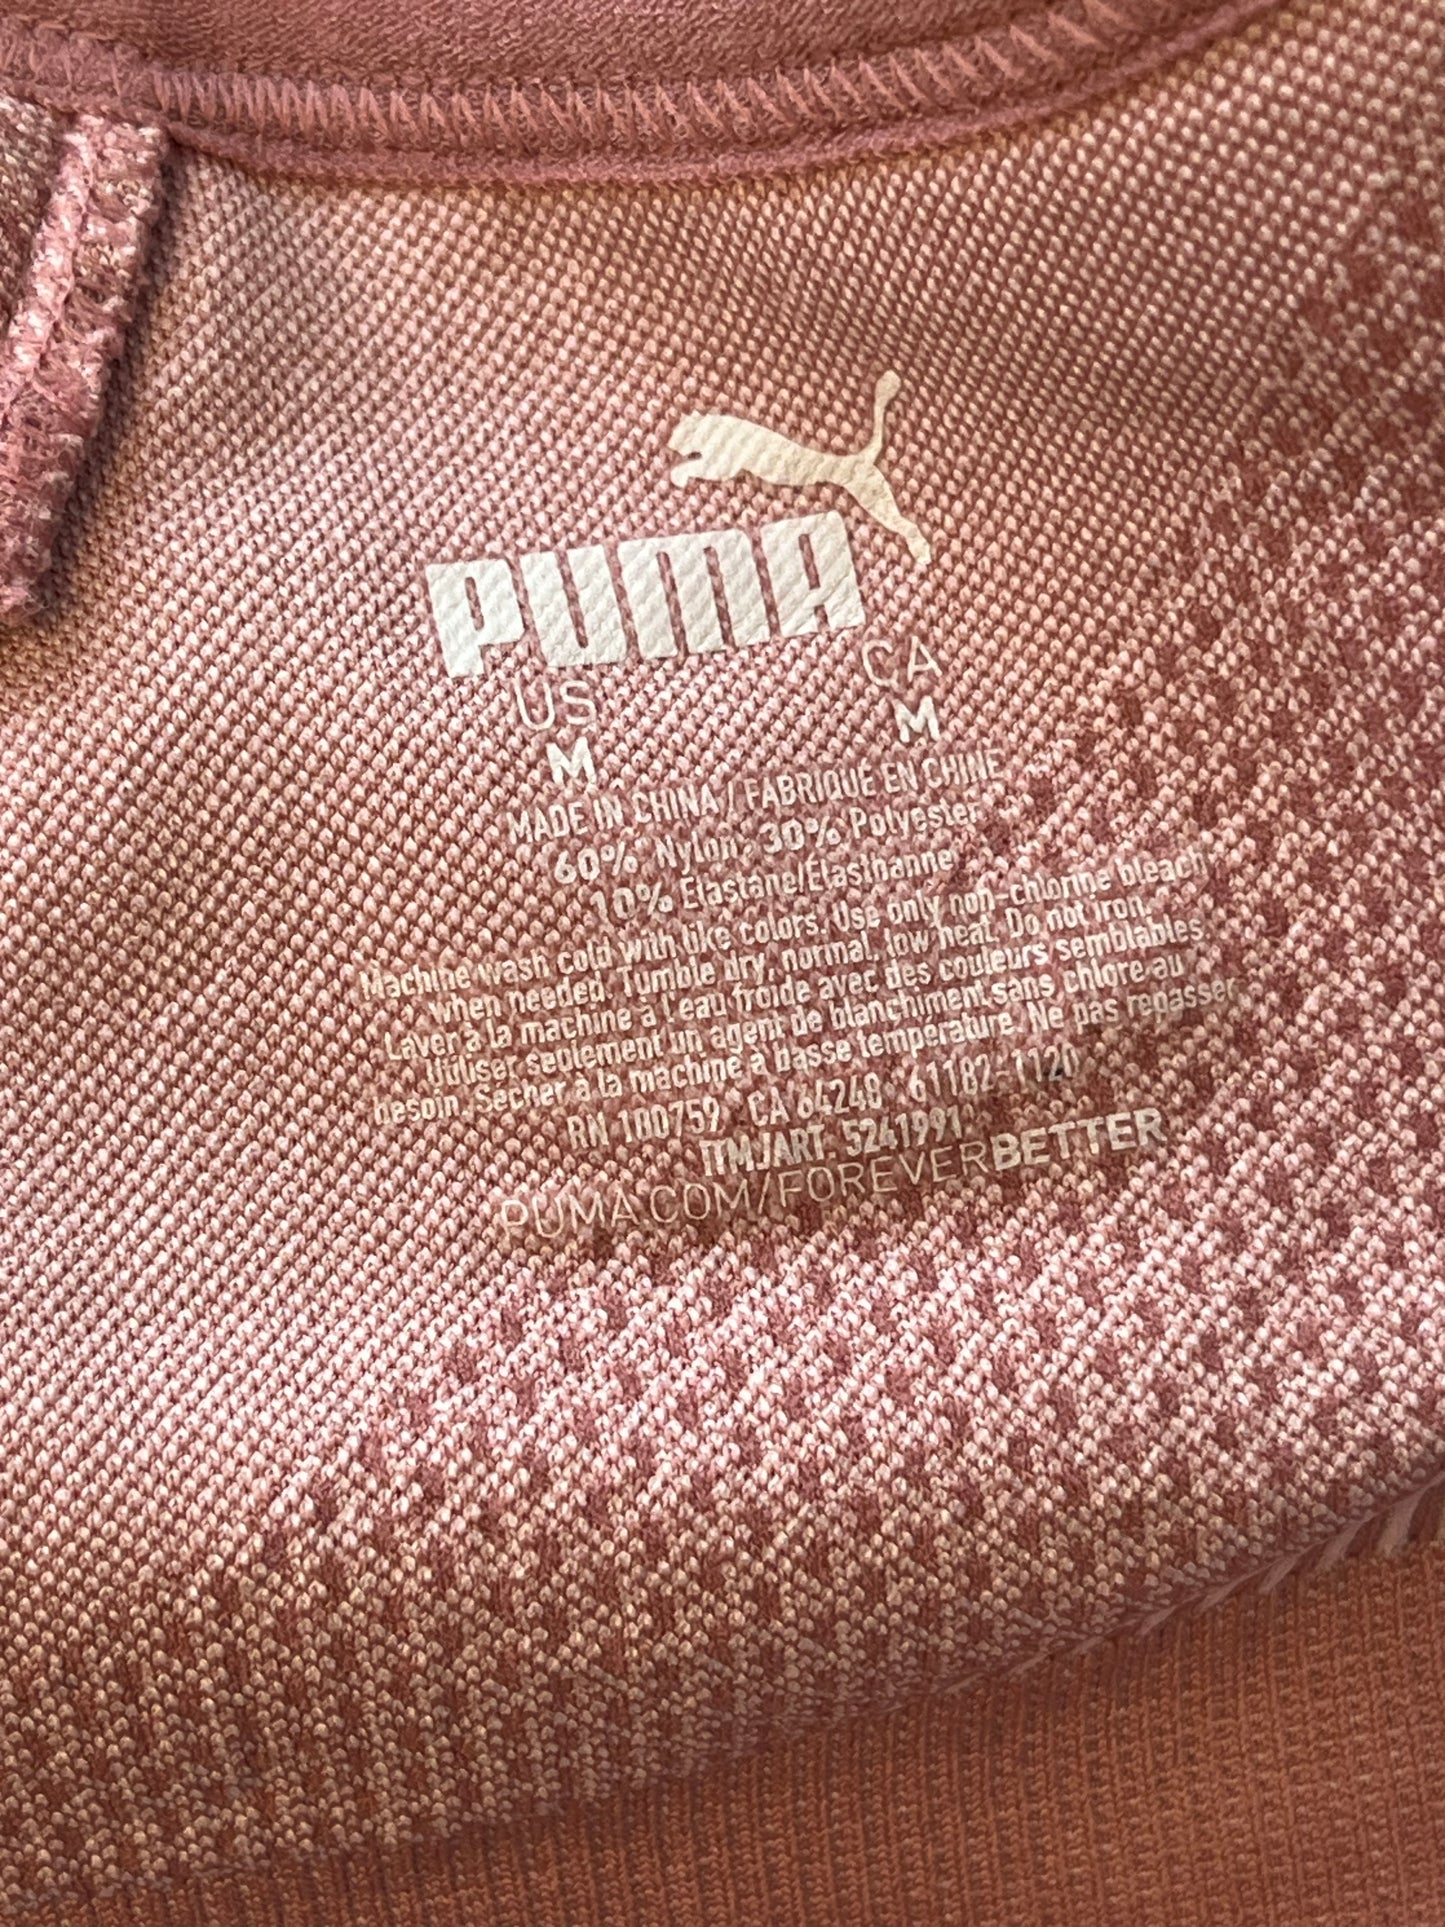 PUMA
US CA
M M
MADE IN CHINA / FABRIQUÉ EN CHINE
60% Nylon, 30% Polyester
10% Elastane/Élasthanne
Machine wash cold with like colors. Use only non-chlorine bleach
when needed. Tumble dry, normal, low heat. Do not iron.
Laver à la machine à l'eau froide avec des couleurs semblables.
Utiliser seulement un agent de blanchiment sans chlore au
besoin. Sécher à la machine à basse température. Ne pas repasser.
RN 100759 CA 64248 61182-1120
ITM./ART. 5241991
PUMA.COM/FOREVERBETTER